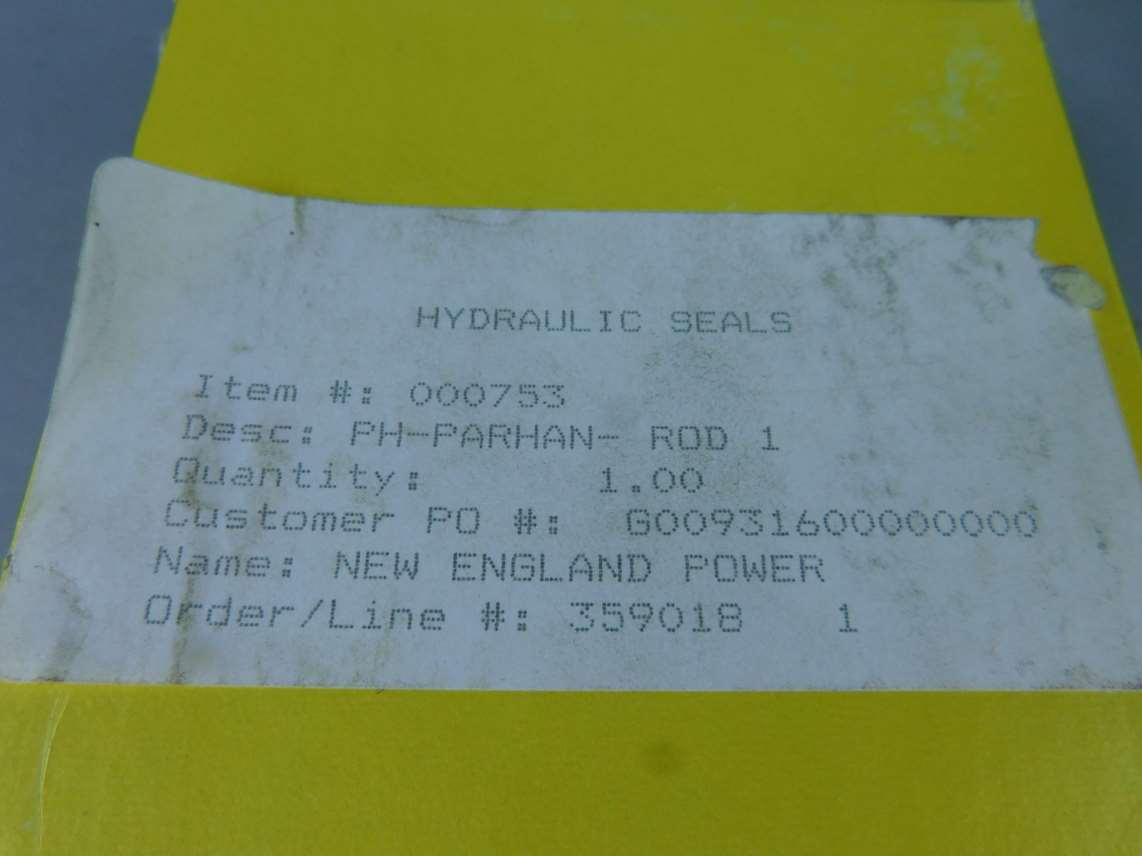 HYDRAULIC SEALS
Item #: 000753
Desc: PH-PARHAN- ROD 1
Quantity: 1.00
Customer PO #: G00931600000000
Name: NEW ENGLAND POWER
Order/Line #: 359018 1